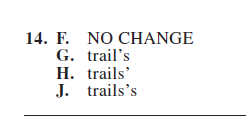 14. F. NO CHANGE
G. trail's
H. trails'
J. trails's